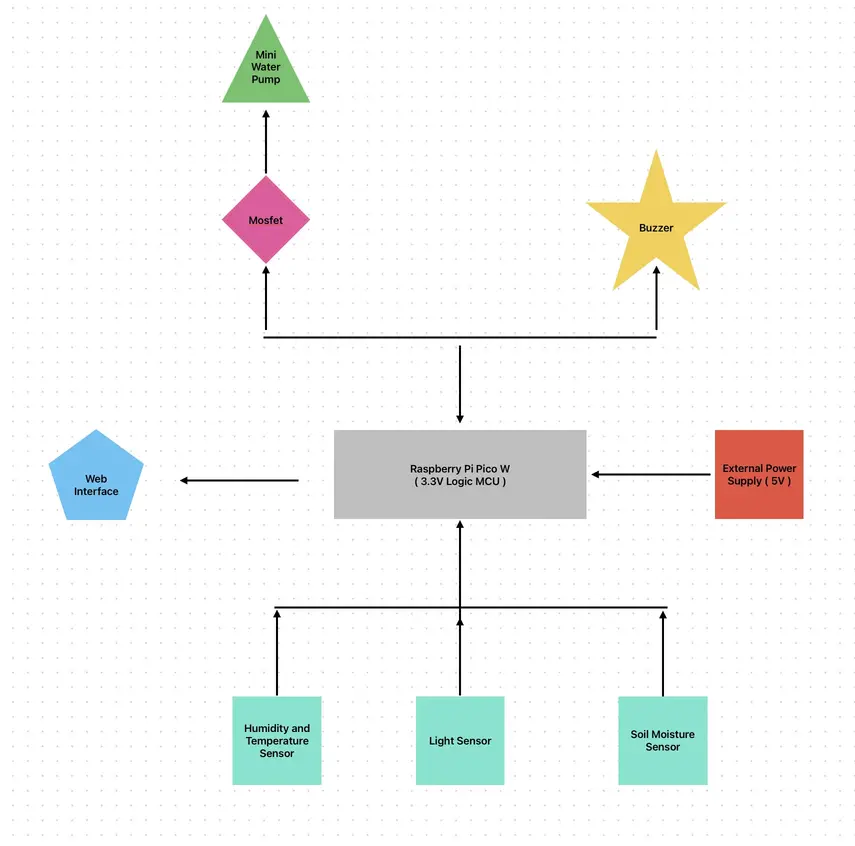 Mini
Water
Pump
Mosfet
Buzzer
Web
Interface
Raspberry Pi Pico W
( 3.3V Logic MCU )
External Power
Supply ( 5V )
Humidity and
Temperature
Sensor
Light Sensor
Soil Moisture
Sensor